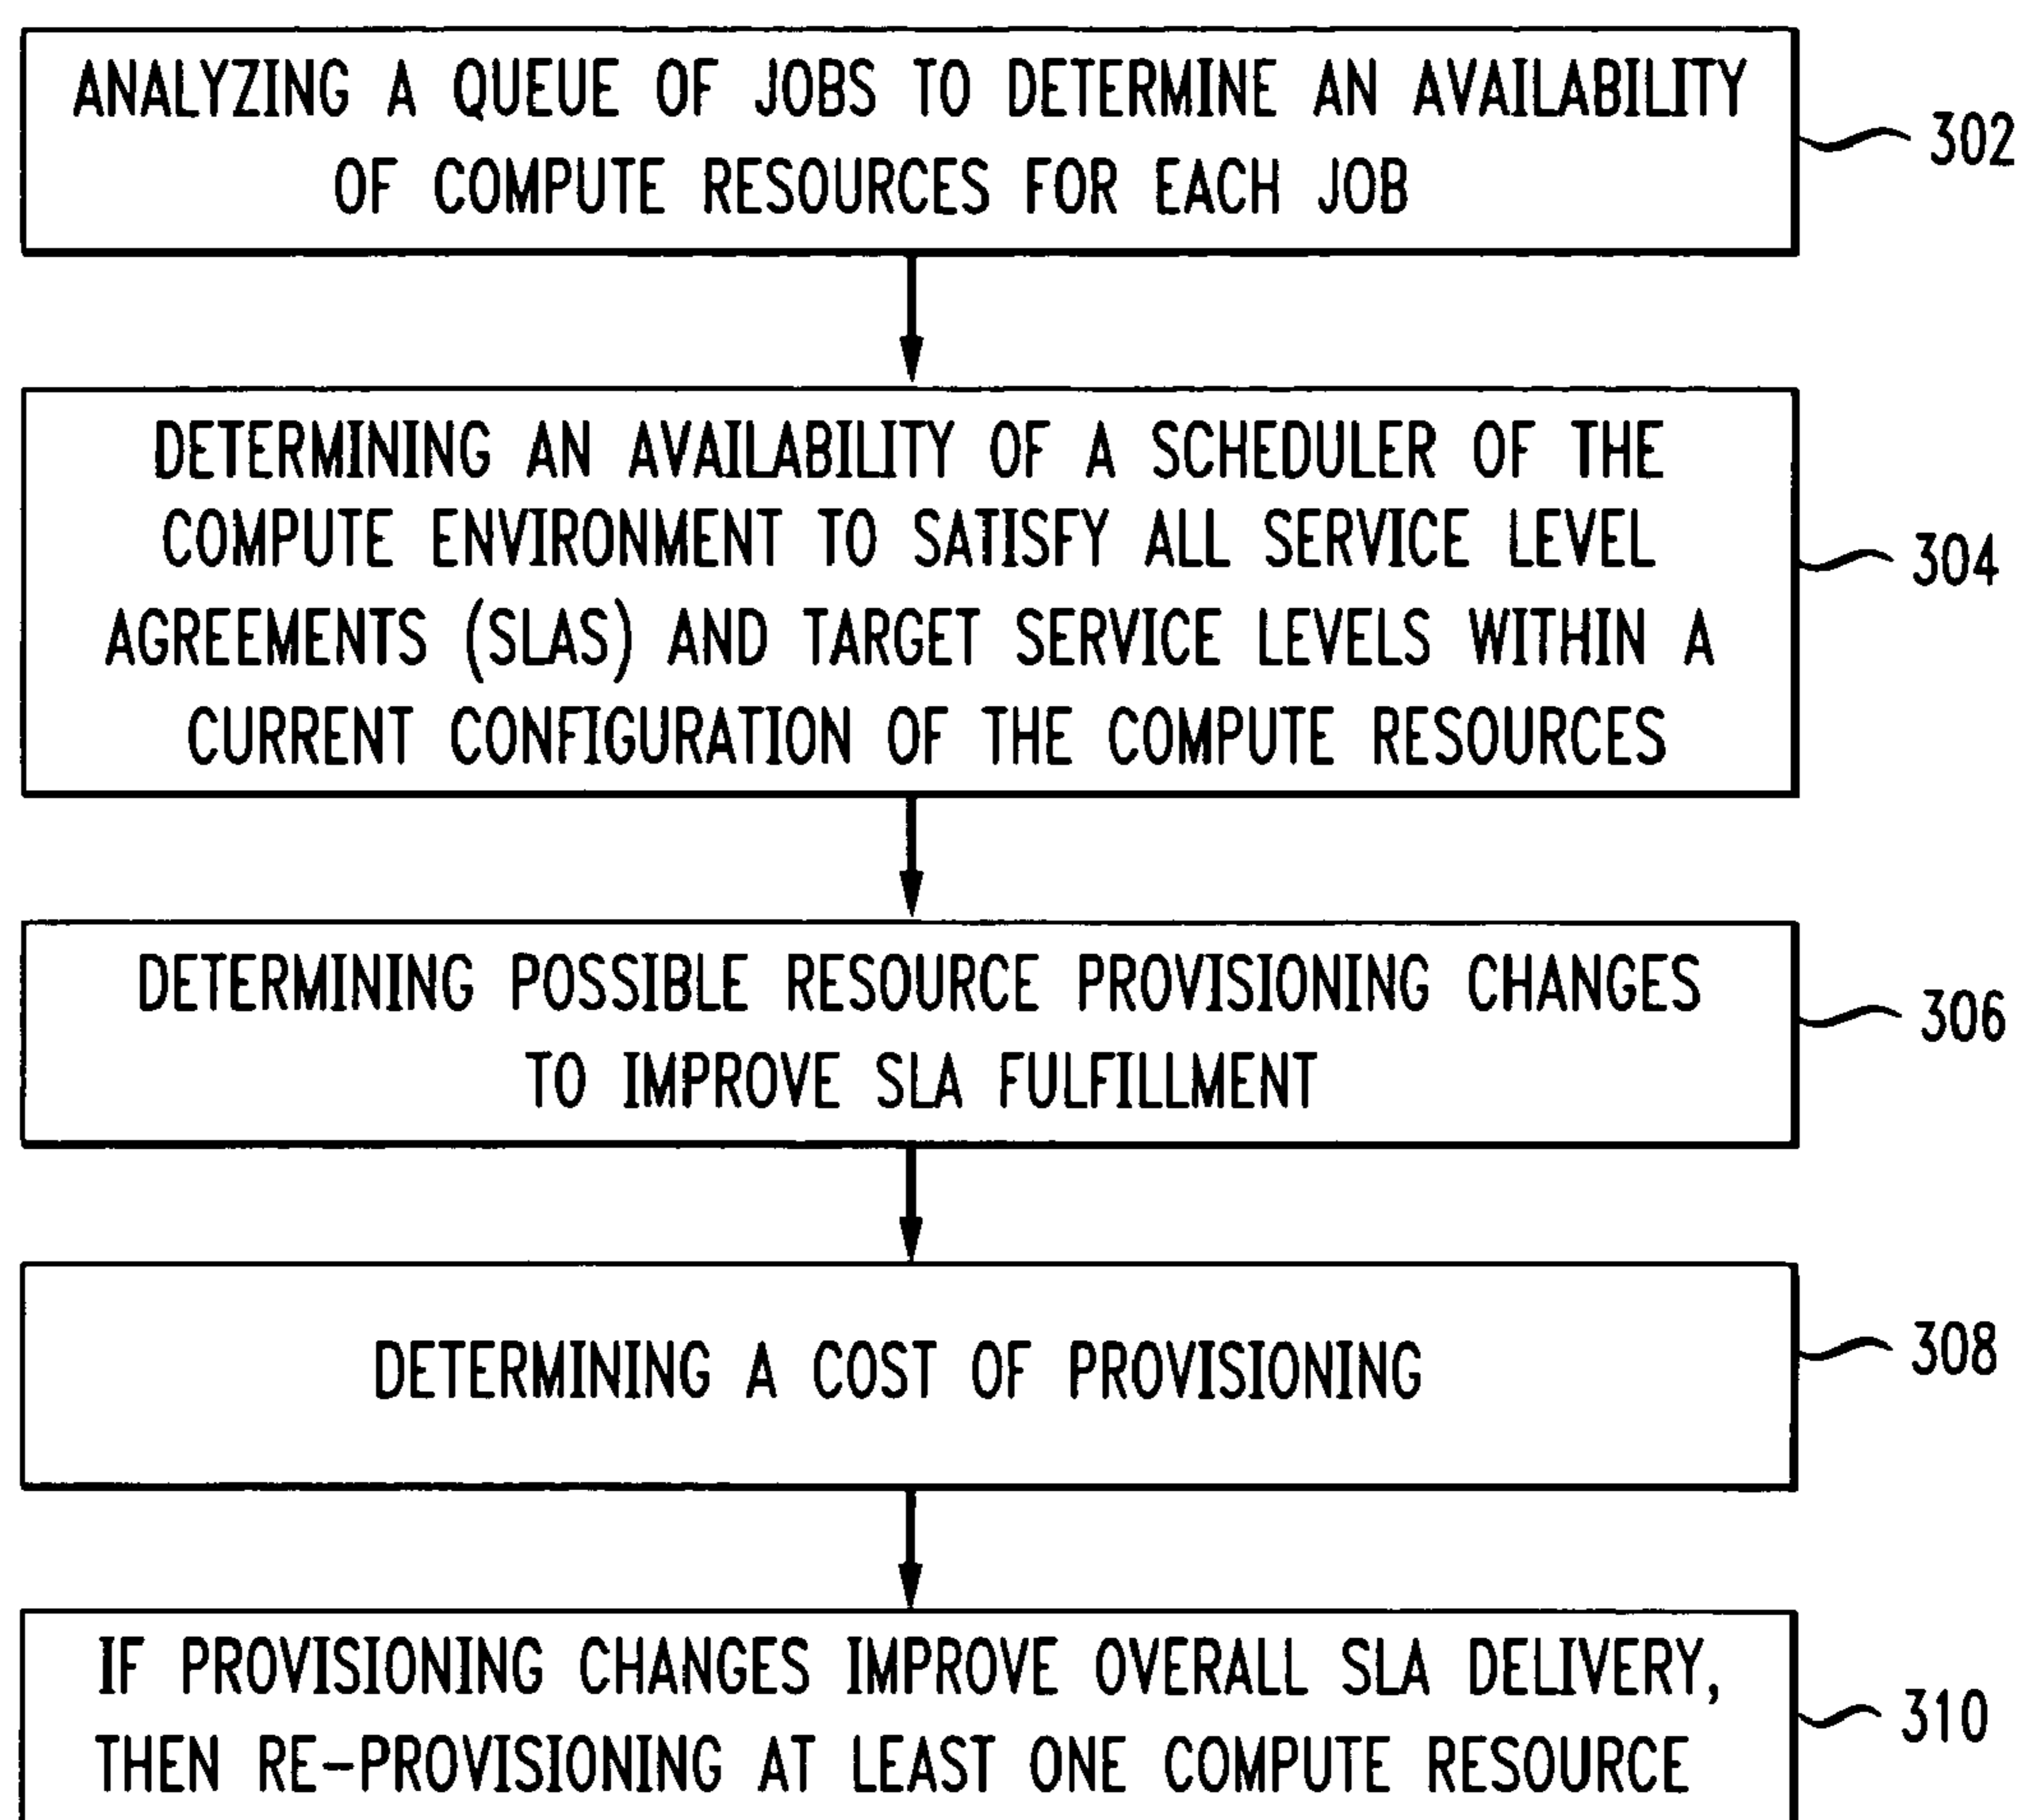 ANALYZING A QUEUE OF JOBS TO DETERMINE AN AVAILABILITY
OF COMPUTE RESOURCES FOR EACH JOB
302
DETERMINING AN AVAILABILITY OF A SCHEDULER OF THE
COMPUTE ENVIRONMENT TO SATISFY ALL SERVICE LEVEL
AGREEMENTS (SLAS) AND TARGET SERVICE LEVELS WITHIN A
CURRENT CONFIGURATION OF THE COMPUTE RESOURCES
304
DETERMINING POSSIBLE RESOURCE PROVISIONING CHANGES
TO IMPROVE SLA FULFILLMENT
306
DETERMINING A COST OF PROVISIONING
308
IF PROVISIONING CHANGES IMPROVE OVERALL SLA DELIVERY,
THEN RE-PROVISIONING AT LEAST ONE COMPUTE RESOURCE
310